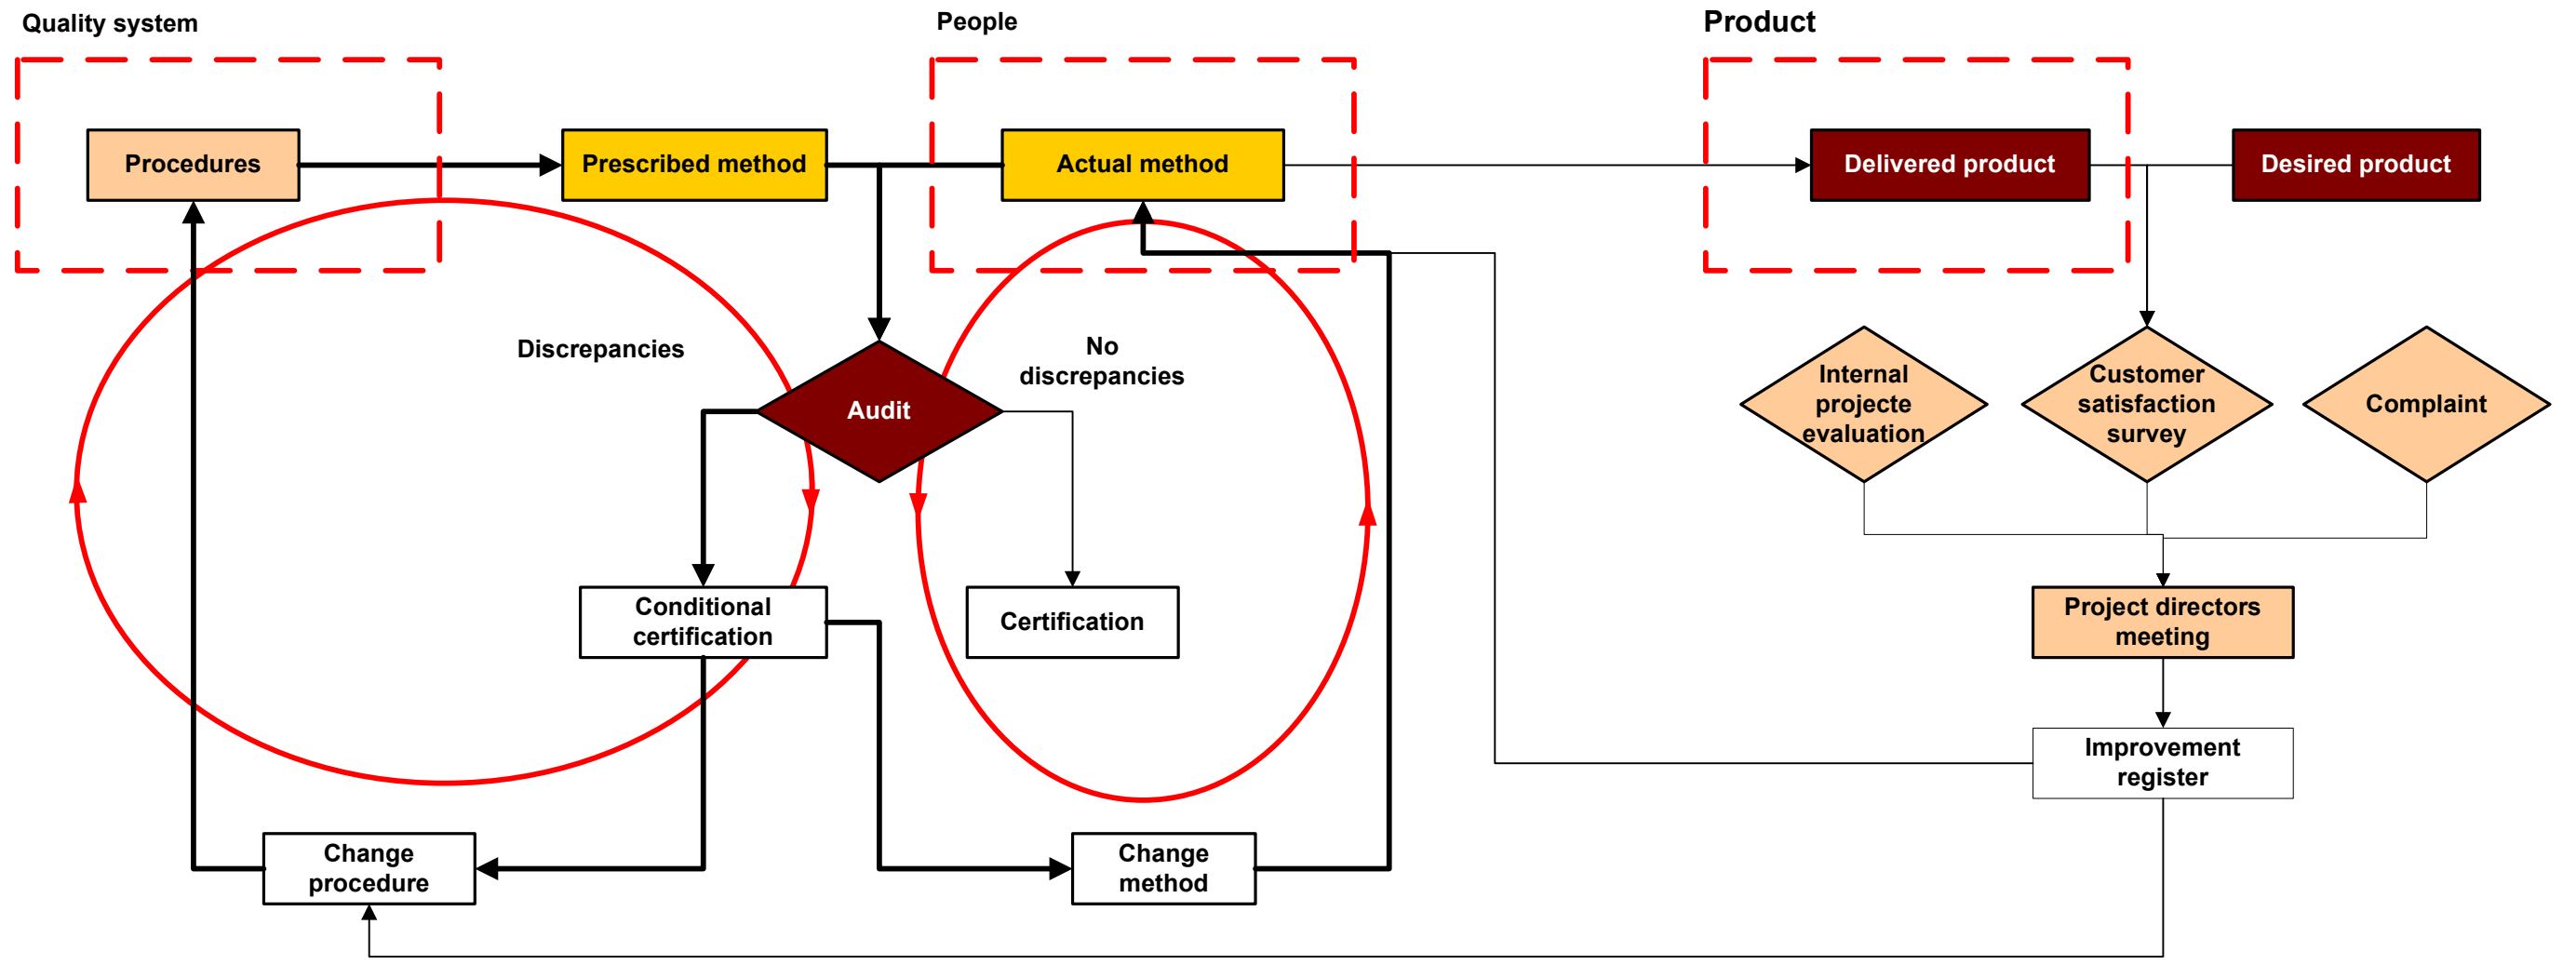 Quality system
People
Product
Procedures
Prescribed method
Actual method
Delivered product
Desired product
Discrepancies
No
discrepancies
Audit
Internal
projecte
evaluation
Customer
satisfaction
survey
Complaint
Conditional
certification
Certification
Project directors
meeting
Improvement
register
Change
procedure
Change
method